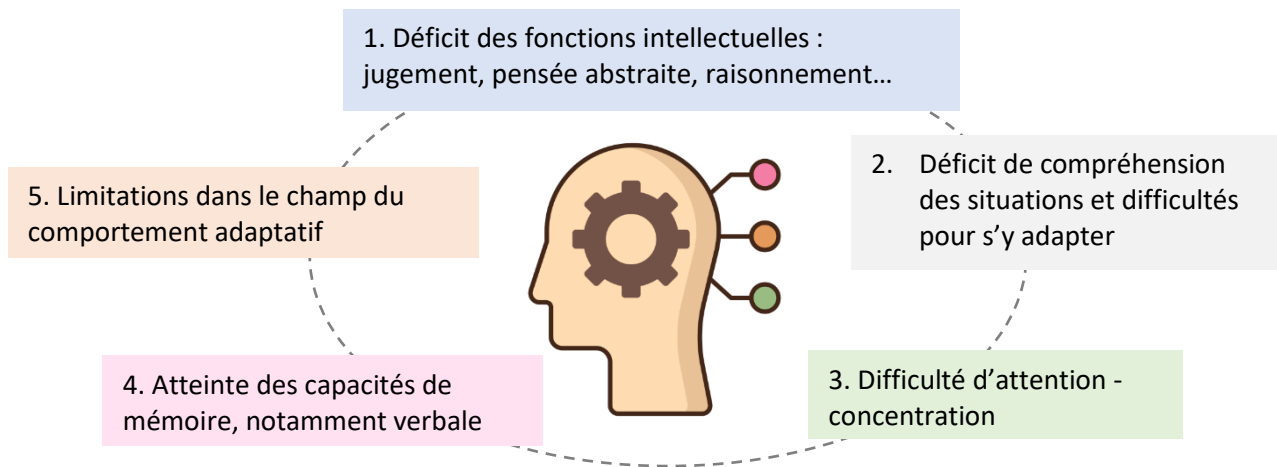 1. Déficit des fonctions intellectuelles :
jugement, pensée abstraite, raisonnement…
2. Déficit de compréhension
des situations et difficultés
pour s’y adapter
3. Difficulté d’attention -
concentration
4. Atteinte des capacités de
mémoire, notamment verbale
5. Limitations dans le champ du
comportement adaptatif